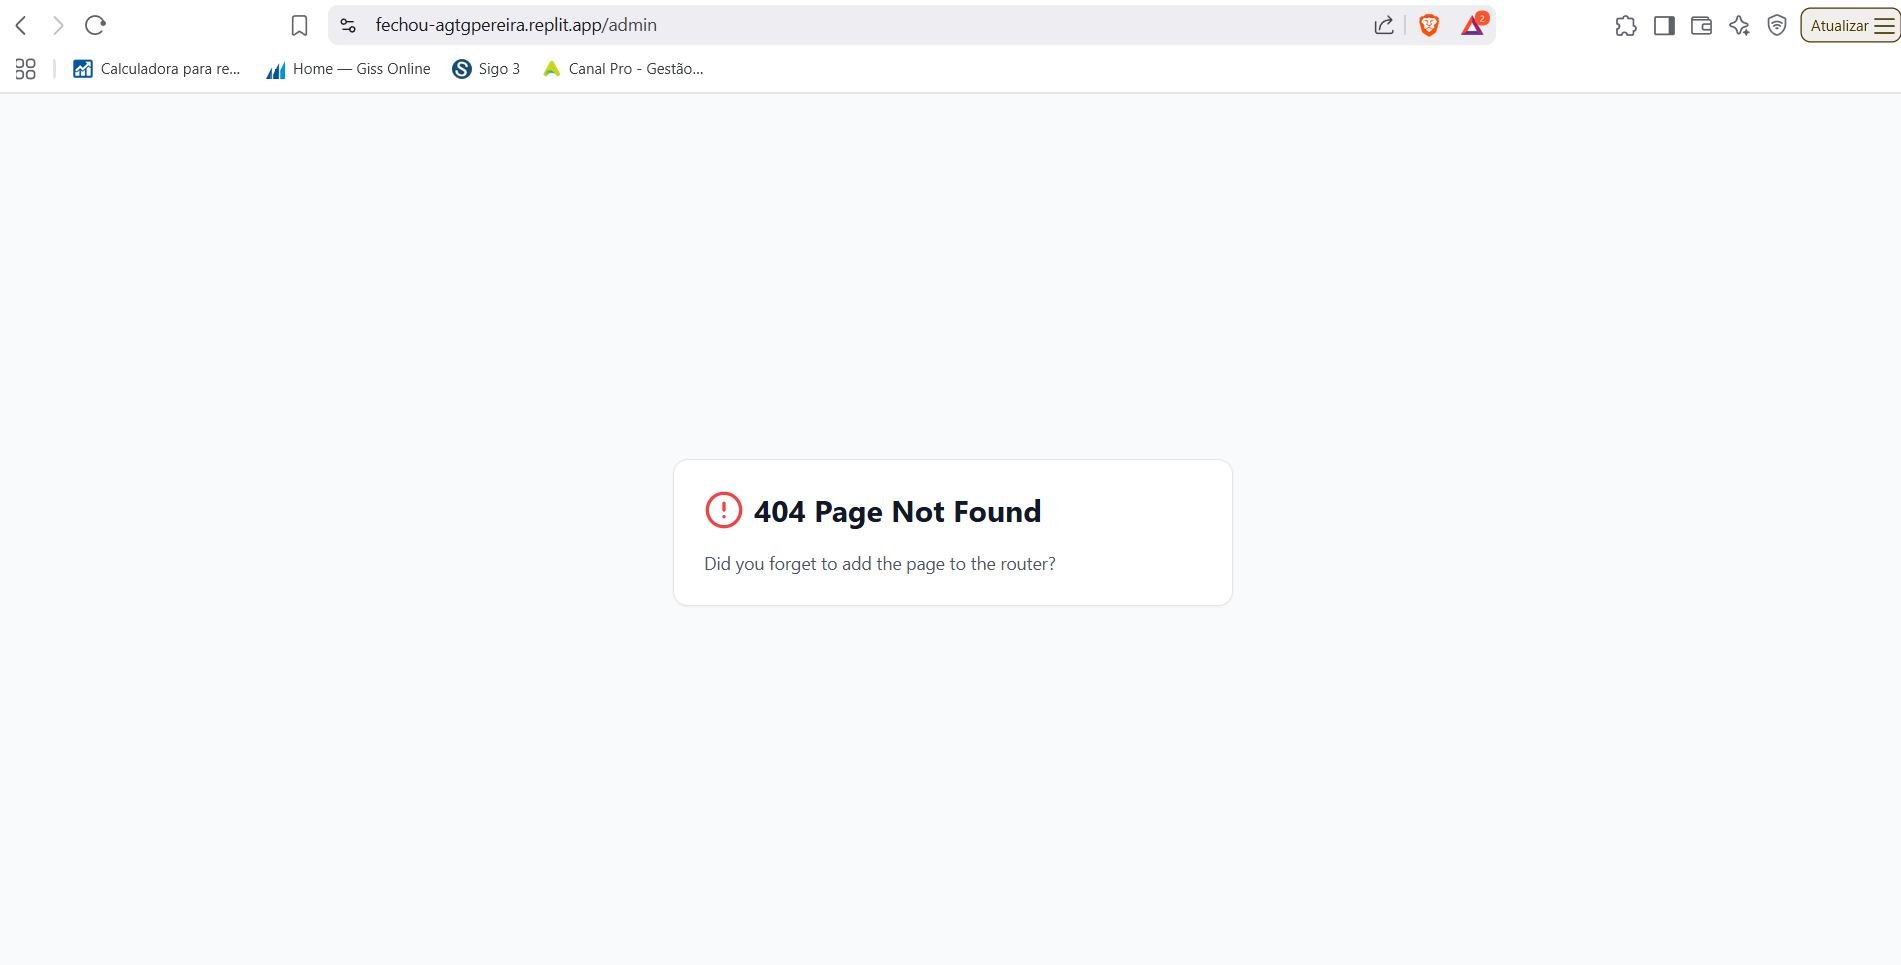 fechou-agtgpereira.replit.app/admin
2
Atualizar
Calculadora para re...
Home — Giss Online
S
Sigo 3
Canal Pro - Gestão...
404 Page Not Found
Did you forget to add the page to the router?